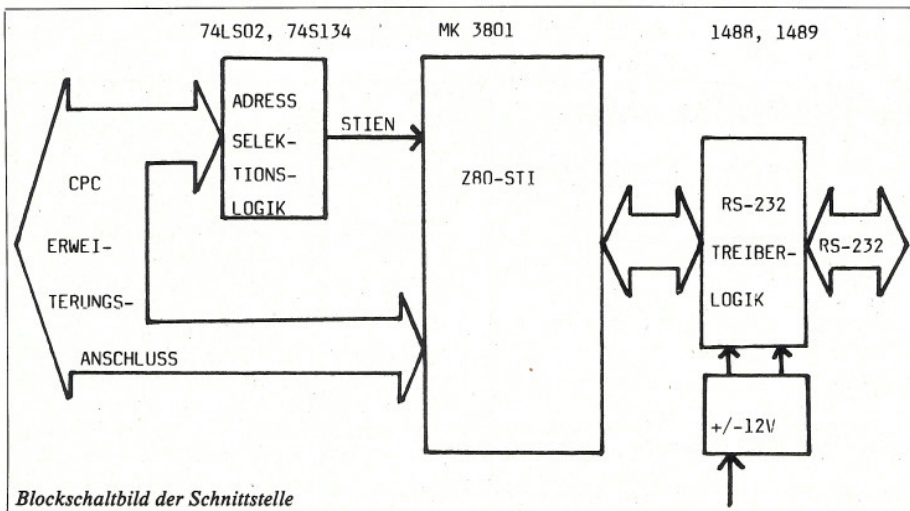 74LS02, 74S134
MK 3801
1488, 1489
ADRESS
SELEK-
TIONS-
LOGIK
STIEN
CPC
ERWEI-
TERUNGS-
ANSCHLUSS
Z80-STI
RS-232
TREIBER-
LOGIK
RS-232
+/-12V
Blockschaltbild der Schnittstelle